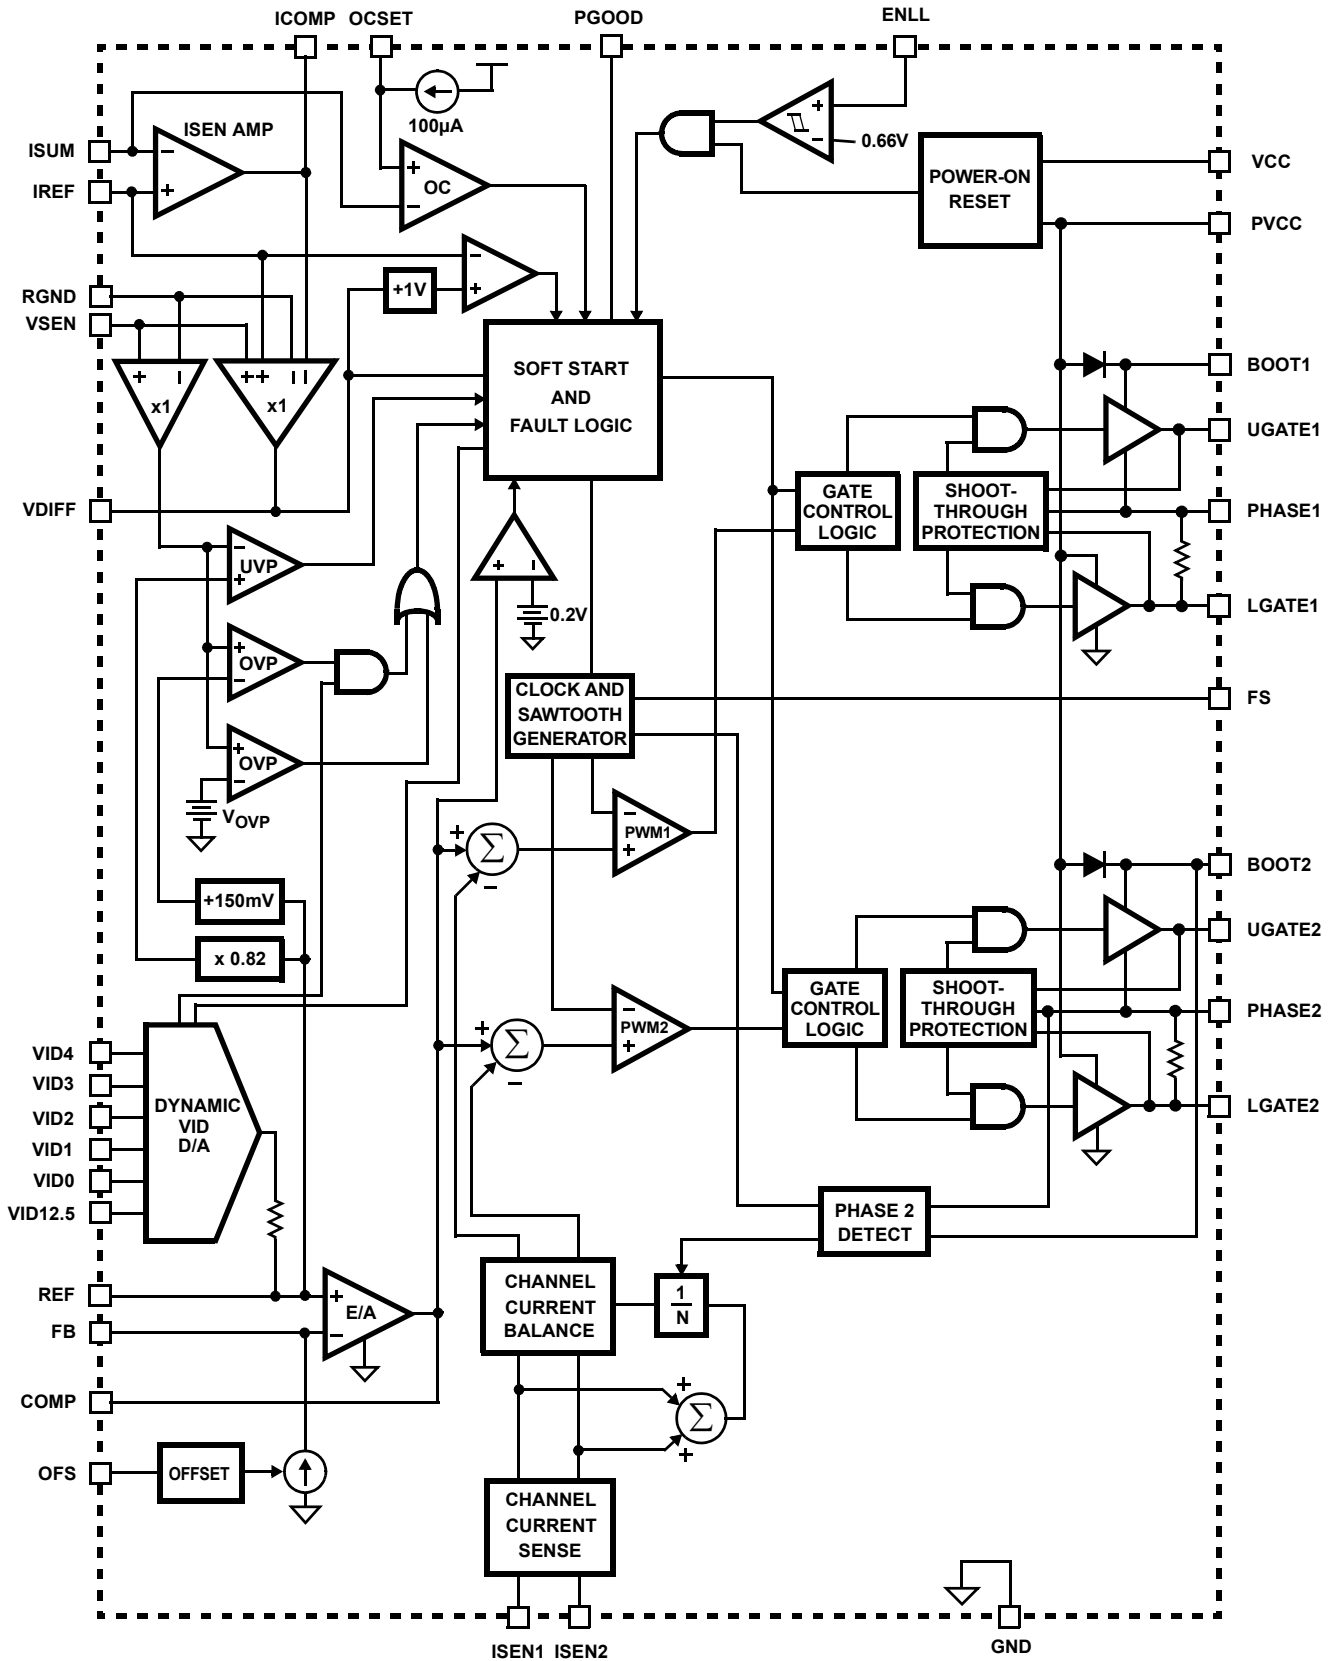 ICOMP OCSET PGOOD ENLL
ISEN AMP
100µA
+
−
0.66V
ISUM
−
+
IREF
+
−
OC
POWER-ON
RESET
VCC
PVCC
−
+
+1V
RGND
VSEN
+ −
x1
++ − −
x1
SOFT START
AND
FAULT LOGIC
BOOT1
UGATE1
VDIFF
GATE
CONTROL
LOGIC
SHOOT-
THROUGH
PROTECTION
PHASE1
−
+
UVP
+ −
0.2V
LGATE1
+
−
OVP
CLOCK AND
SAWTOOTH
GENERATOR
FS
+
−
OVP
VOVP
−
+
PWM1
+
Σ
−
BOOT2
+150mV
x 0.82
UGATE2
GATE
CONTROL
LOGIC
SHOOT-
THROUGH
PROTECTION
PHASE2
−
+
PWM2
+
Σ
−
VID4
VID3
VID2
VID1
VID0
VID12.5
DYNAMIC
VID
D/A
LGATE2
PHASE 2
DETECT
REF
FB
+
−
E/A
CHANNEL
CURRENT
BALANCE
1
N
COMP
+
Σ
+
OFS
OFFSET
CHANNEL
CURRENT
SENSE
ISEN1 ISEN2
GND